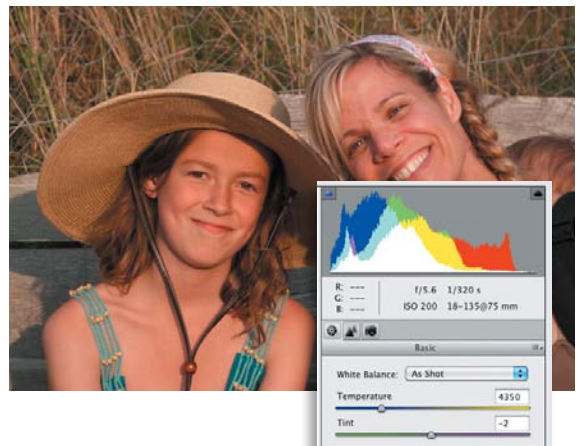 R: ---
G: ---
B: ---
f/5.6 1/320 s
ISO 200 18-135@75 mm
Basic
White Balance: As Shot
Temperature 4350
Tint -2